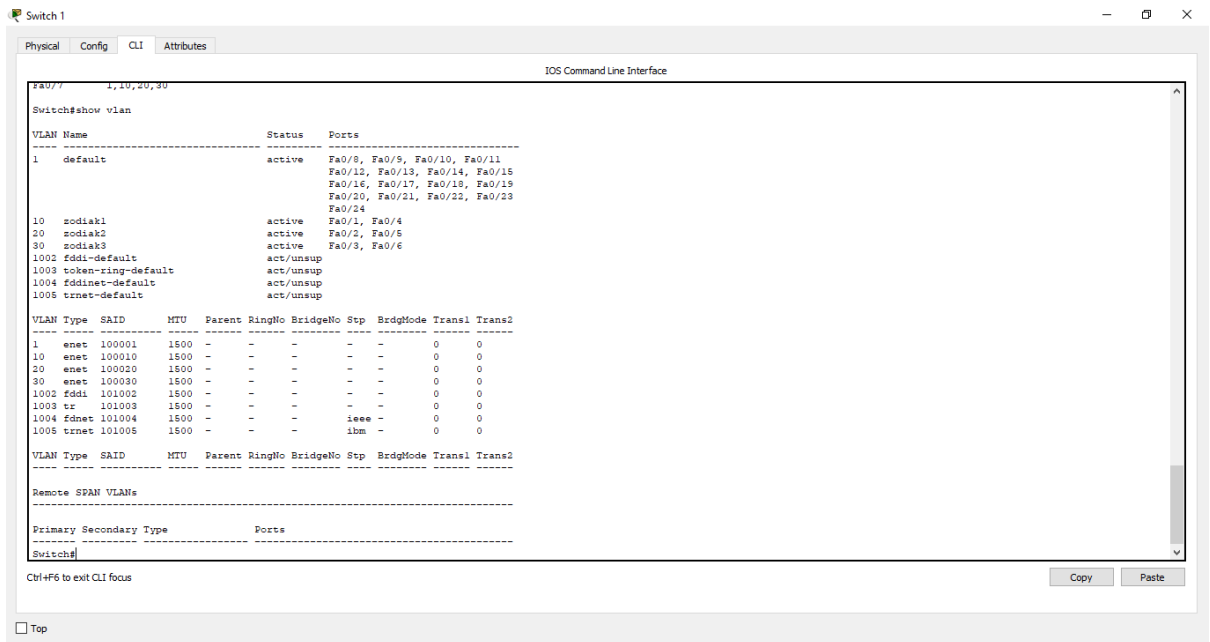 Switch 1
Physical Config CLI Attributes
IOS Command Line Interface
Fa0/7 1,10,20,30
Switch#show vlan
VLAN Name Status Ports
---- -------------------------------- --------- -------------------------------
1 default active Fa0/8, Fa0/9, Fa0/10, Fa0/11
Fa0/12, Fa0/13, Fa0/14, Fa0/15
Fa0/16, Fa0/17, Fa0/18, Fa0/19
Fa0/20, Fa0/21, Fa0/22, Fa0/23
Fa0/24
10 zodiak1 active Fa0/1, Fa0/4
20 zodiak2 active Fa0/2, Fa0/5
30 zodiak3 active Fa0/3, Fa0/6
1002 fddi-default act/unsup
1003 token-ring-default act/unsup
1004 fddinet-default act/unsup
1005 trnet-default act/unsup
VLAN Type SAID MTU Parent RingNo BridgeNo Stp BrdgMode Trans1 Trans2
---- ----- ---------- ----- ------ ------ -------- ---- -------- ------ ------
1 enet 100001 1500 - - - - - 0 0
10 enet 100010 1500 - - - - - 0 0
20 enet 100020 1500 - - - - - 0 0
30 enet 100030 1500 - - - - - 0 0
1002 fddi 101002 1500 - - - - - 0 0
1003 tr 101003 1500 - - - - - 0 0
1004 fdnet 101004 1500 - - - ieee - 0 0
1005 trnet 101005 1500 - - - ibm - 0 0
VLAN Type SAID MTU Parent RingNo BridgeNo Stp BrdgMode Trans1 Trans2
---- ----- ---------- ----- ------ ------ -------- ---- -------- ------ ------
Remote SPAN VLANs
------------------------------------------------------------------------------
Primary Secondary Type Ports
------- --------- ----------------- ------------------------------------------
Switch#
Ctrl+F6 to exit CLI focus
Copy Paste
Top